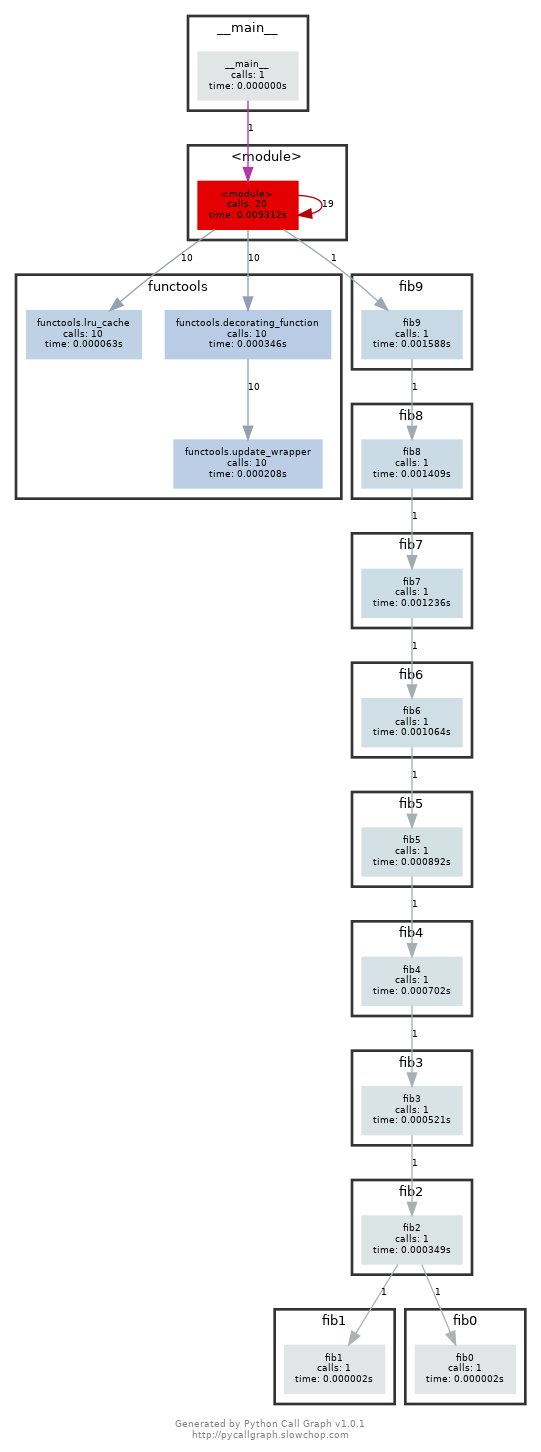 __main__
__main__
calls: 1
time: 0.000000s
1
<module>
<module>
calls: 20
time: 0.009312s
19
10
10
1
functools
functools.lru_cache
calls: 10
time: 0.000063s
functools.decorating_function
calls: 10
time: 0.000346s
10
functools.update_wrapper
calls: 10
time: 0.000208s
fib9
fib9
calls: 1
time: 0.001588s
1
fib8
fib8
calls: 1
time: 0.001409s
1
fib7
fib7
calls: 1
time: 0.001236s
1
fib6
fib6
calls: 1
time: 0.001064s
1
fib5
fib5
calls: 1
time: 0.000892s
1
fib4
fib4
calls: 1
time: 0.000702s
1
fib3
fib3
calls: 1
time: 0.000521s
1
fib2
fib2
calls: 1
time: 0.000349s
1
1
fib1
fib1
calls: 1
time: 0.000002s
fib0
fib0
calls: 1
time: 0.000002s
Generated by Python Call Graph v1.0.1
http://pycallgraph.slowchop.com